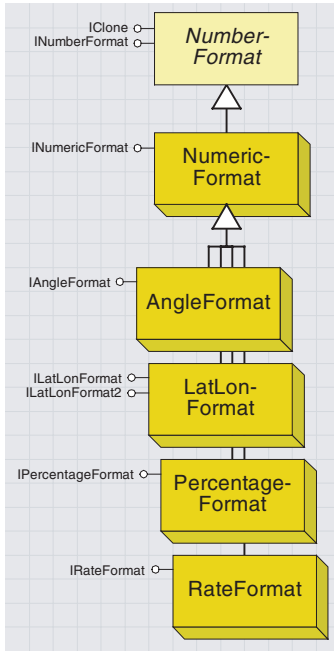 IClone
INumberFormat
Number-
Format
INumericFormat
Numeric-
Format
IAngleFormat
AngleFormat
ILatLonFormat
ILatLonFormat2
LatLon-
Format
IPercentageFormat
Percentage-
Format
IRateFormat
RateFormat